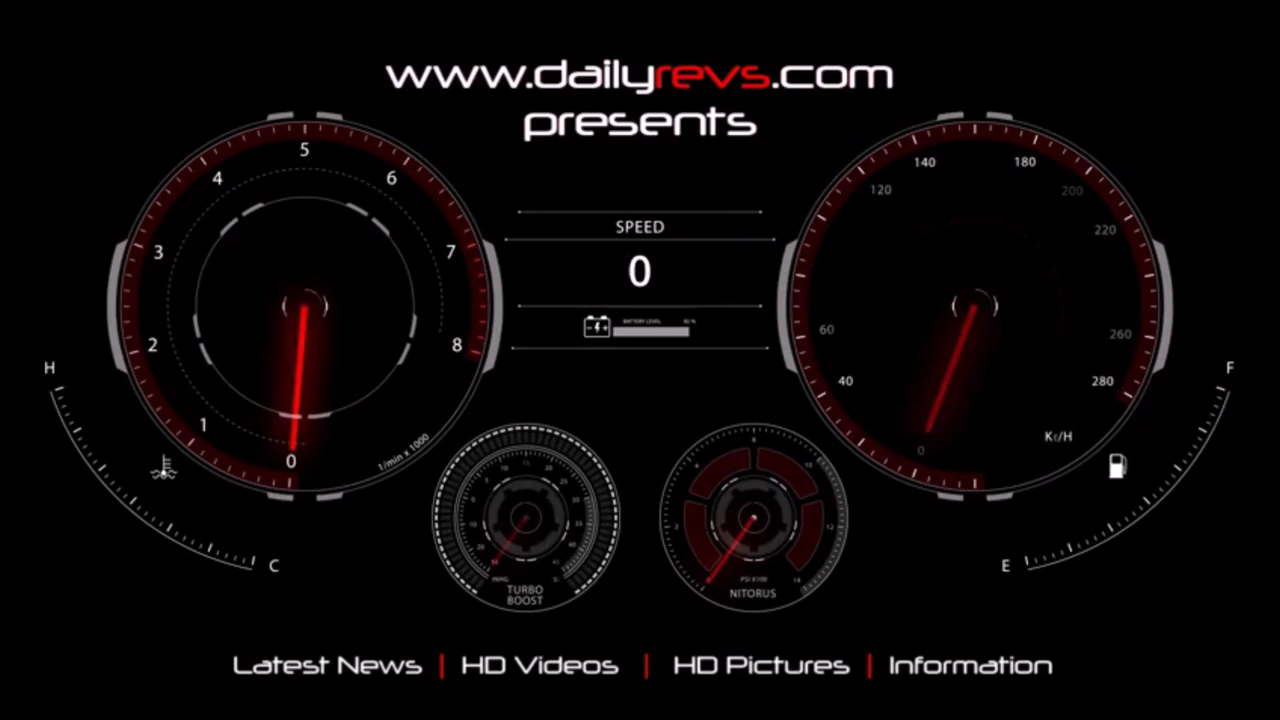 www.dailyrevs.com
presents
5
4
6
3
7
2
8
1
0
1/min x 1000
H
C
SPEED
0
BATTERY LEVEL
140
180
120
200
220
60
260
40
280
0
F
E
TURBO
BOOST
PSI X100
NITORUS
Latest News | HD Videos | HD Pictures | Information